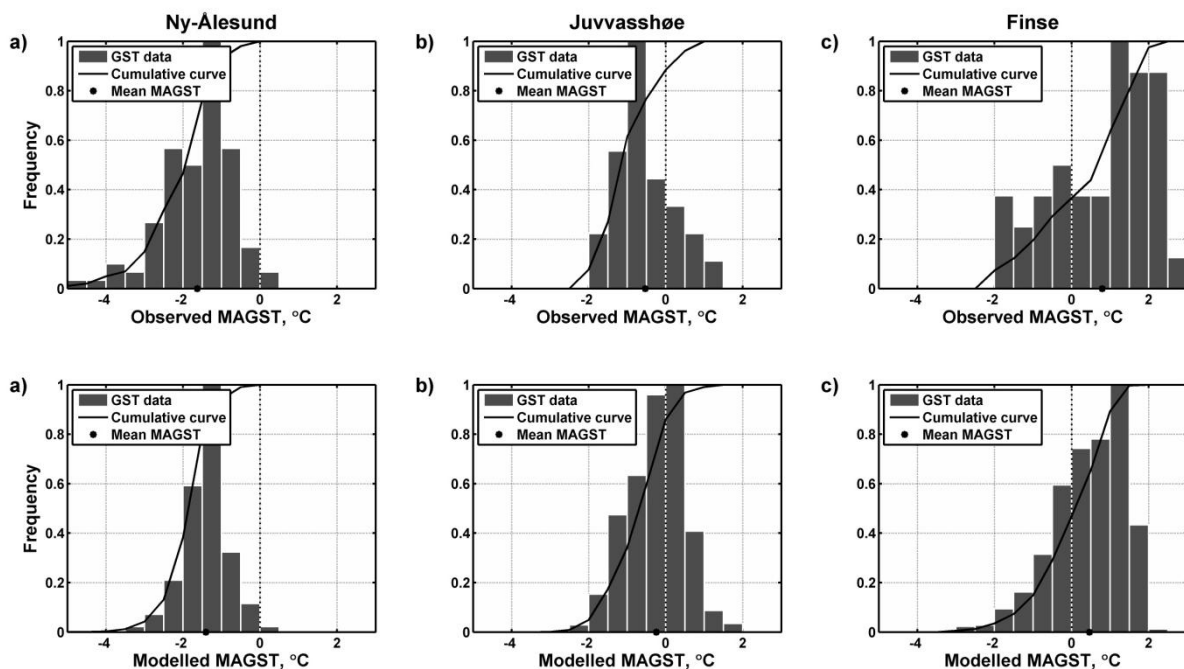 Ny-Ålesund
Juvvasshøe
Finse
a)
b)
c)
GST data
Cumulative curve
Mean MAGST
GST data
Cumulative curve
Mean MAGST
GST data
Cumulative curve
Mean MAGST
Frequency
1
0.8
0.6
0.4
0.2
0
1
0.8
0.6
0.4
0.2
0
1
0.8
0.6
0.4
0.2
0
-4 -2 0 2
-4 -2 0 2
-4 -2 0 2
Observed MAGST, °C
Observed MAGST, °C
Observed MAGST, °C
a)
b)
c)
GST data
Cumulative curve
Mean MAGST
GST data
Cumulative curve
Mean MAGST
GST data
Cumulative curve
Mean MAGST
Frequency
1
0.8
0.6
0.4
0.2
0
1
0.8
0.6
0.4
0.2
0
1
0.8
0.6
0.4
0.2
0
-4 -2 0 2
-4 -2 0 2
-4 -2 0 2
Modelled MAGST, °C
Modelled MAGST, °C
Modelled MAGST, °C